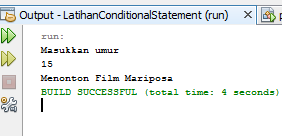 Output - LatihanConditionalStatement (run)
run:
Masukkan umur
15
Menonton Film Mariposa
BUILD SUCCESSFUL (total time: 4 seconds)